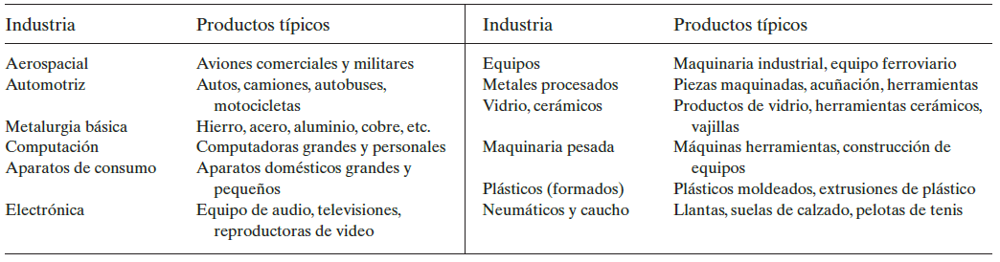 Industria Productos típicos
Aerospacial Aviones comerciales y militares
Automotriz Autos, camiones, autobuses,
motocicletas
Metalurgia básica Hierro, acero, aluminio, cobre, etc.
Computación Computadoras grandes y personales
Aparatos de consumo Aparatos domésticos grandes y
pequeños
Electrónica Equipo de audio, televisiones,
reproductoras de video
Industria Productos típicos
Equipos Maquinaria industrial, equipo ferroviario
Metales procesados Piezas maquinadas, acuñación, herramientas
Vidrio, cerámicos Productos de vidrio, herramientas cerámicos,
vajillas
Maquinaria pesada Máquinas herramientas, construcción de
equipos
Plásticos (formados) Plásticos moldeados, extrusiones de plástico
Neumáticos y caucho Llantas, suelas de calzado, pelotas de tenis